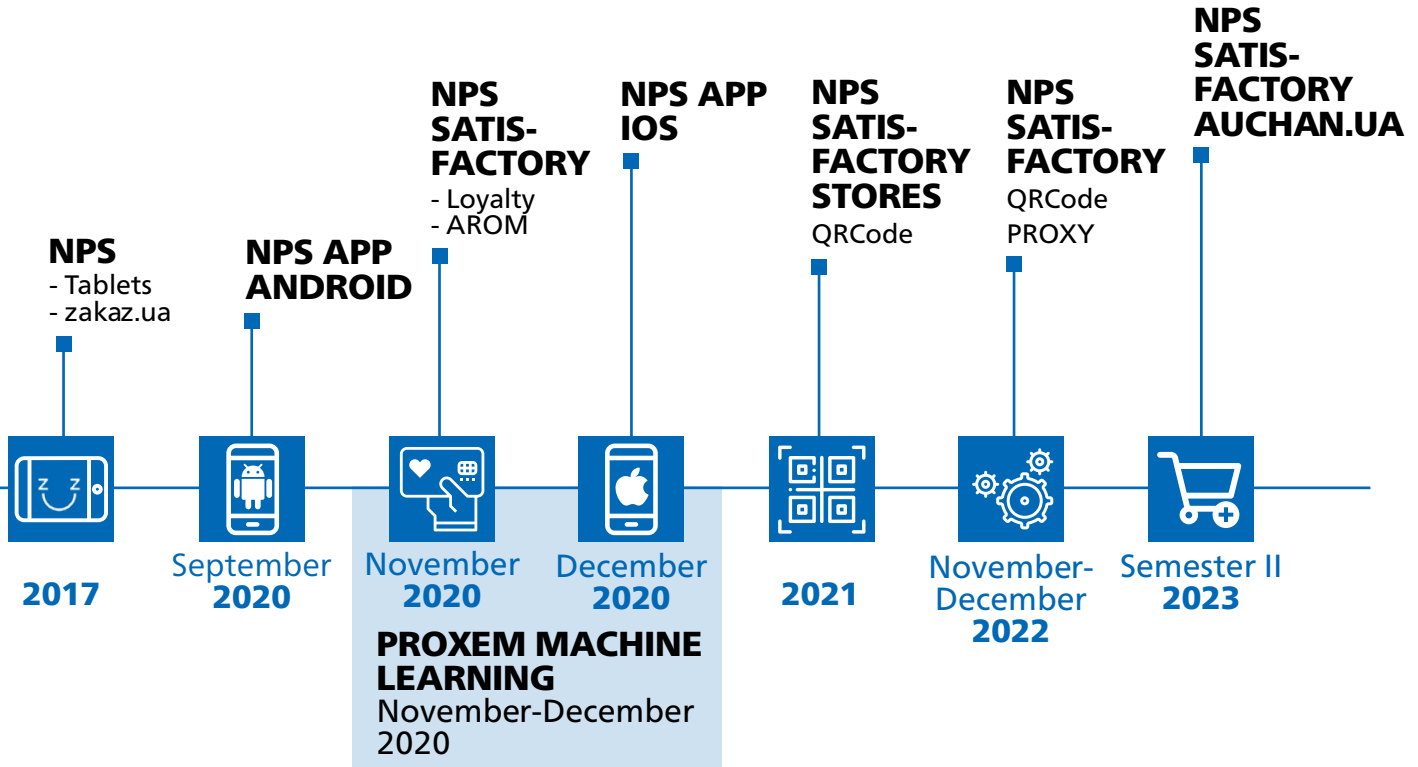 NPS
- Tablets
- zakaz.ua
2017
NPS APP
ANDROID
September
2020
NPS
SATIS-
FACTORY
- Loyalty
- AROM
November
2020
NPS APP
IOS
December
2020
PROXEM MACHINE
LEARNING
November-December
2020
NPS
SATIS-
FACTORY
STORES
QRCode
2021
NPS
SATIS-
FACTORY
QRCode
PROXY
November-
December
2022
NPS
SATIS-
FACTORY
AUCHAN.UA
Semester II
2023
z z